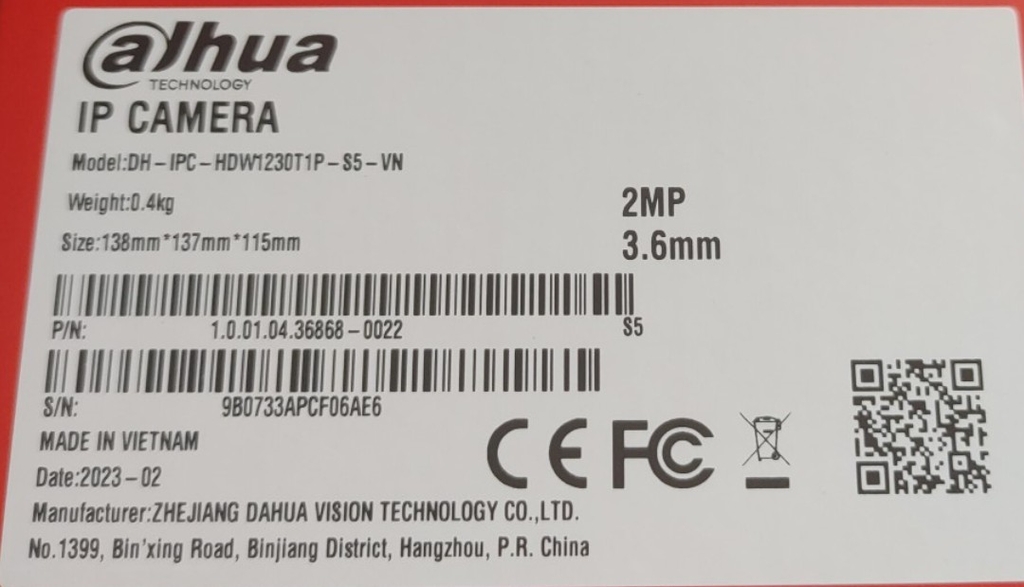 alhua
TECHNOLOGY
IP CAMERA
Model:DH-IPC-HDW1230T1P-S5-VN
Weight:0.4kg
2MP
Size:138mm*137mm*115mm
3.6mm
P/N: 1.0.01.04.36868-0022 S5
S/N: 9B0733APCF06AE6
MADE IN VIETNAM
CE FC
Date:2023-02
Manufacturer:ZHEJIANG DAHUA VISION TECHNOLOGY CO.,LTD.
No.1399, Bin'xing Road, Binjiang District, Hangzhou, P.R. China